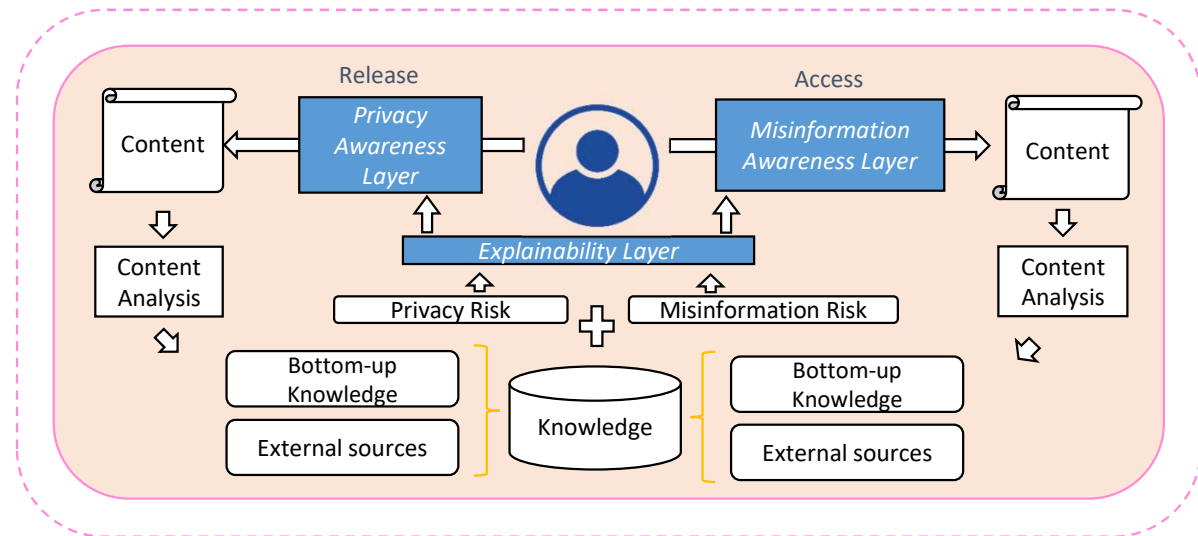 Release
Access
Content
Privacy
Awareness
Layer
Misinformation
Awareness Layer
Content
Explainability Layer
Content
Analysis
Content
Analysis
Privacy Risk
Misinformation Risk
Bottom-up
Knowledge
External sources
Knowledge
Bottom-up
Knowledge
External sources